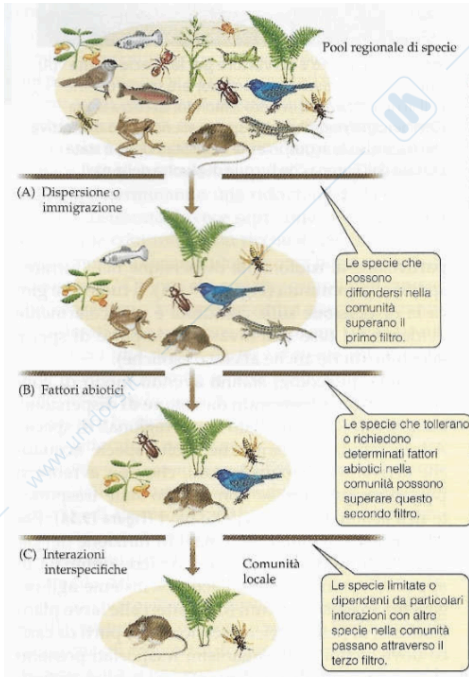 Pool regionale di specie
(A) Dispersione o
immigrazione
Le specie che
possono
diffondersi nella
comunità
superano il
primo filtro.
(B) Fattori abiotici
Le specie che tollerano
o richiedono
determinati fattori
abiotici nella
comunità possono
superare questo
secondo filtro.
(C) Interazioni
interspecifiche
Comunità
locale
Le specie limitate o
dipendenti da particolari
interazioni con altro
specie nella comunità
passano attraverso il
terzo filtro.